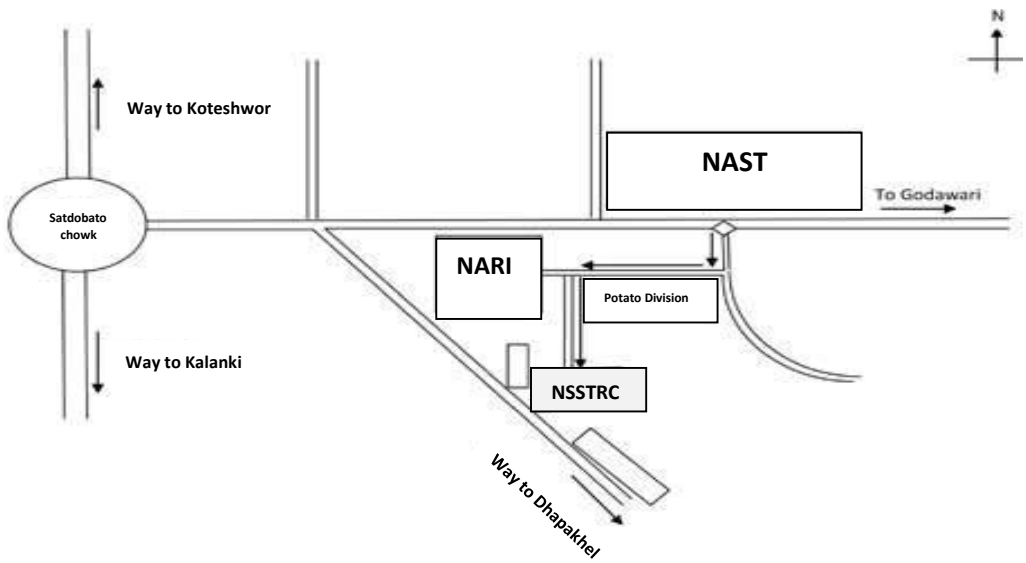 N
Way to Koteshwor
NAST
To Godawari
Satdobato
chowk
NARI
Potato Division
Way to Kalanki
NSSTRC
Way to Dhapakhel